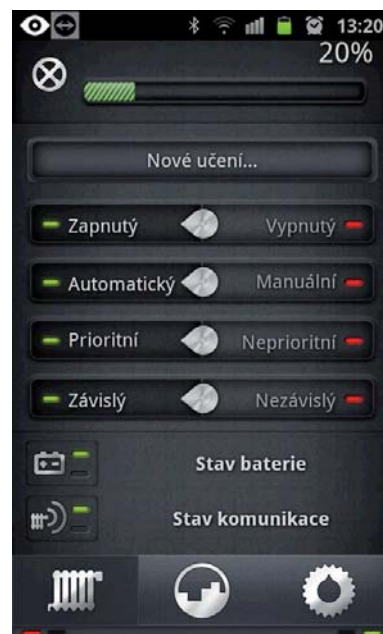 13:20
20%
Nové učení...
Zapnutý Vypnutý
Automatický Manuální
Prioritní Neprioritní
Závislý Nezávislý
Stav baterie
Stav komunikace